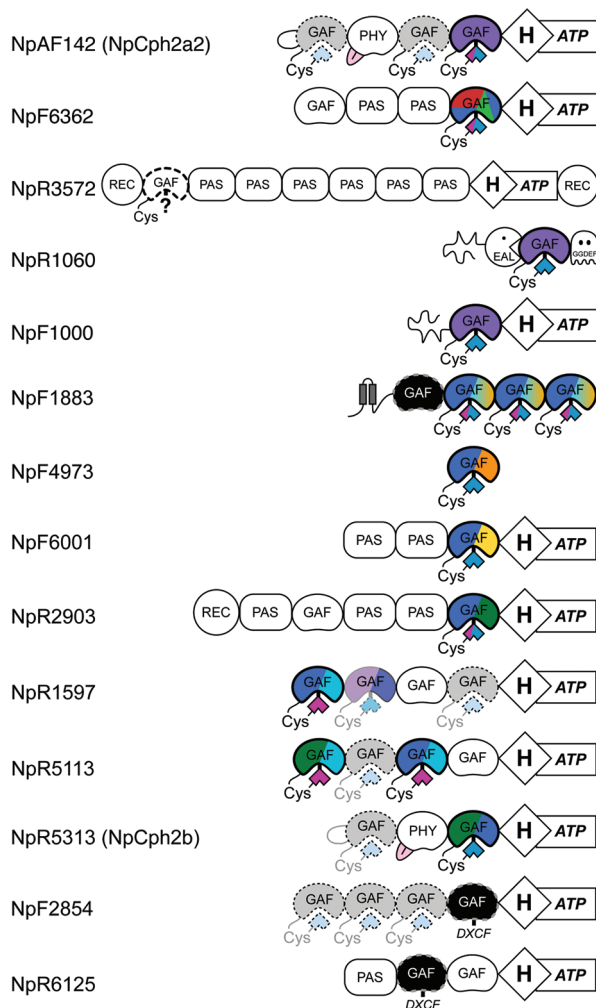 NpAF142 (NpCph2a2) GAF PHY GAF GAF H ATP
Cys Cys Cys
NpF6362 GAF PAS PAS GAF H ATP
Cys
NpR3572 REC GAF PAS PAS PAS PAS PAS PAS H ATP REC
Cys ?
NpR1060 EAL GAF GGDEF
Cys
NpF1000 GAF H ATP
Cys
NpF1883 GAF GAF GAF GAF
Cys Cys Cys
NpF4973 GAF
Cys
NpF6001 PAS PAS GAF H ATP
Cys
NpR2903 REC PAS GAF PAS PAS GAF H ATP
Cys
NpR1597 GAF GAF GAF GAF H ATP
Cys Cys Cys
NpR5113 GAF GAF GAF GAF H ATP
Cys Cys Cys
NpR5313 (NpCph2b) GAF PHY GAF H ATP
Cys Cys
NpF2854 GAF GAF GAF GAF H ATP
Cys Cys Cys DXCF
NpR6125 PAS GAF GAF H ATP
DXCF